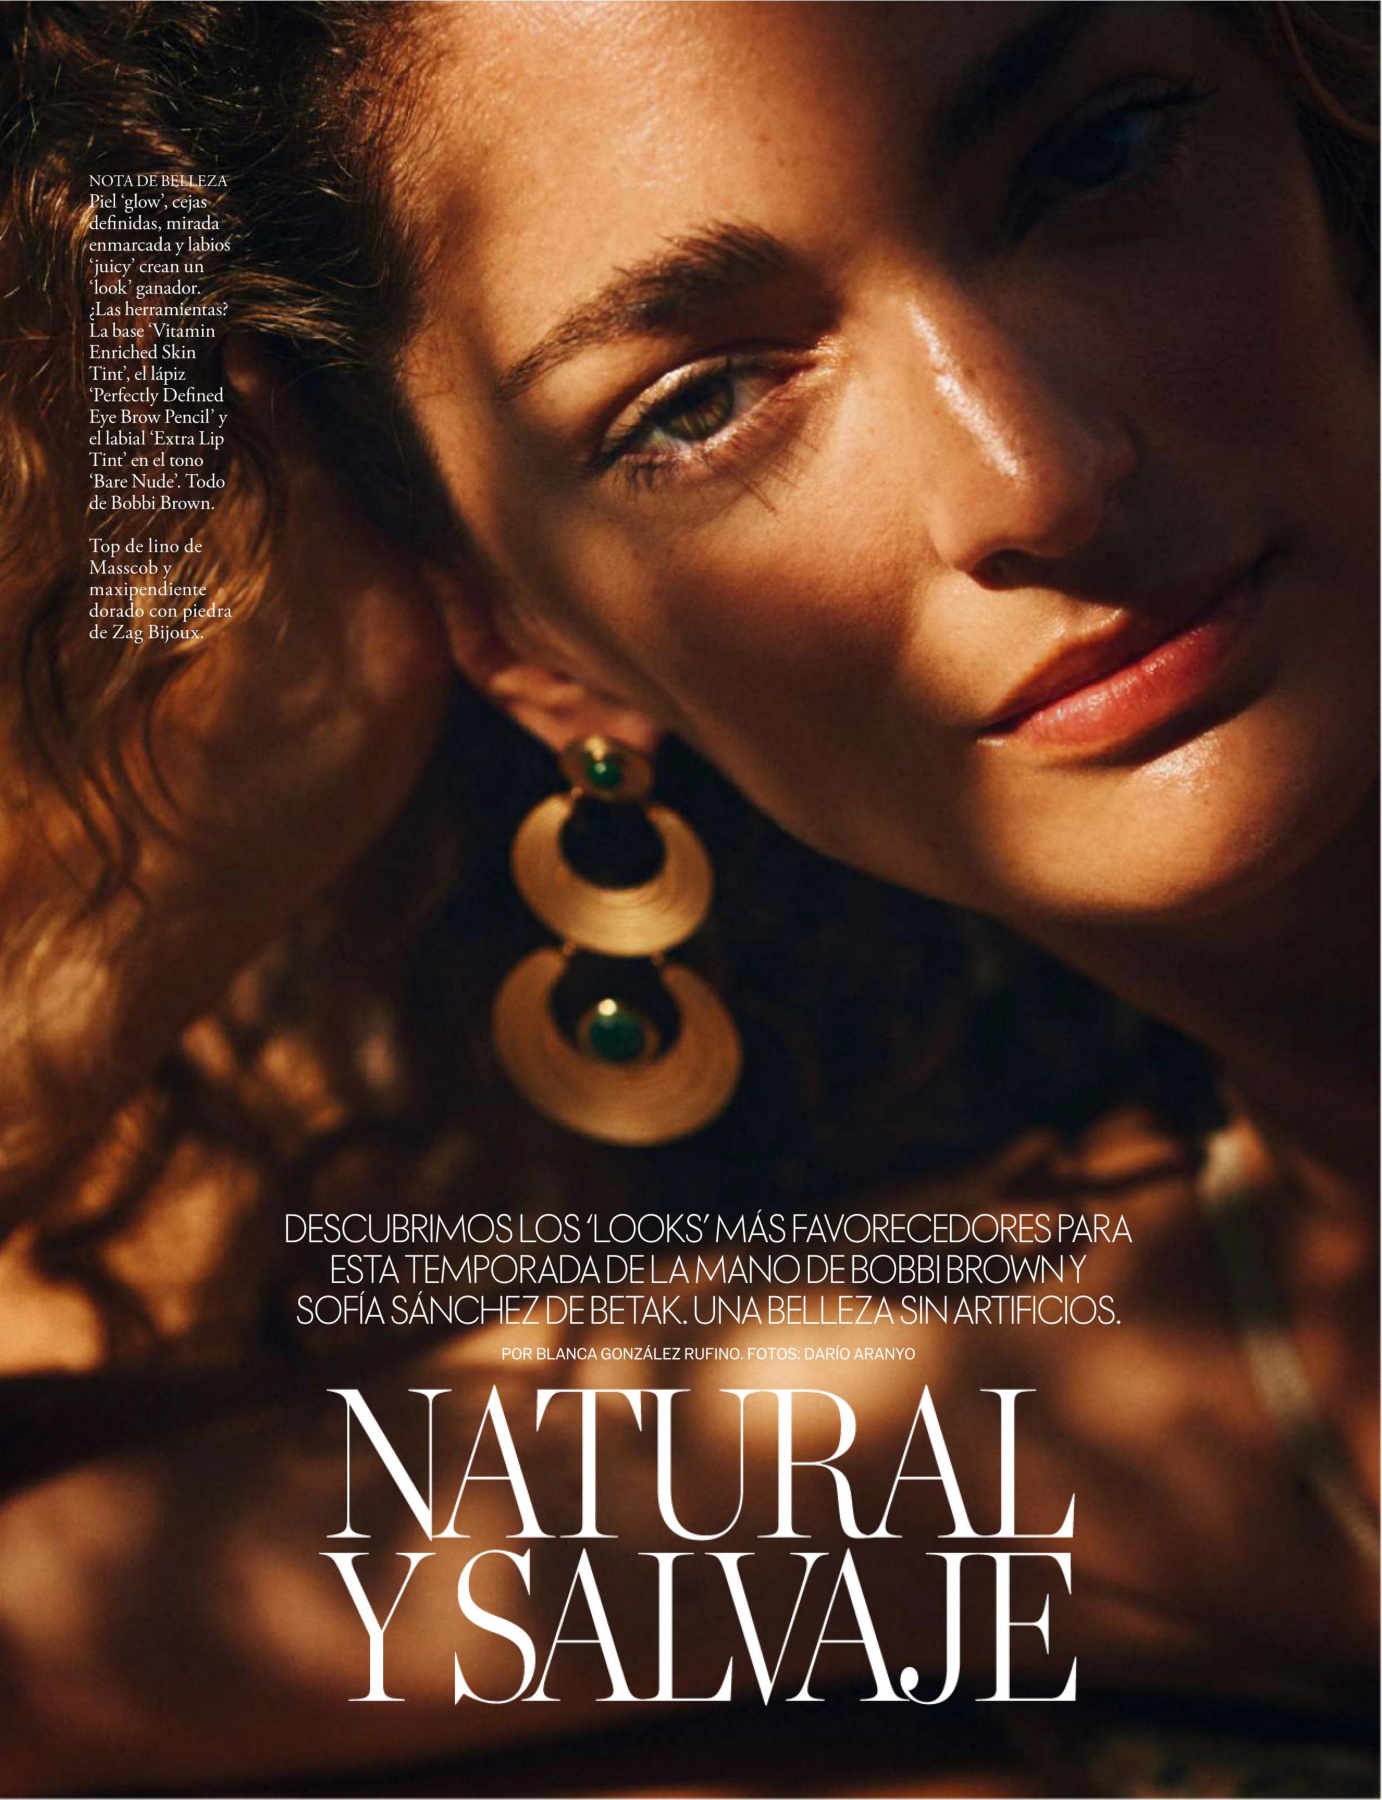 NOTA DE BELLEZA
Piel ‘glow’, cejas
definidas, mirada
enmarcada y labios
‘juicy’ crean un
‘look’ ganador.
¿Las herramientas?
La base ‘Vitamin
Enriched Skin
Tint’, el lápiz
‘Perfectly Defined
Eye Brow Pencil’ y
el labial ‘Extra Lip
Tint’ en el tono
‘Bare Nude’. Todo
de Bobbi Brown.
Top de lino de
Masscob y
maxipendiente
dorado con piedra
de Zag Bijoux.
DESCUBRIMOS LOS ‘LOOKS’ MÁS FAVORECEDORES PARA
ESTA TEMPORADA DE LA MANO DE BOBBI BROWN Y
SOFÍA SÁNCHEZ DE BETAK. UNA BELLEZA SIN ARTIFICIOS.
POR BLANCA GONZÁLEZ RUFINO. FOTOS: DARÍO ARANYO
NATURAL
Y SALVAJE